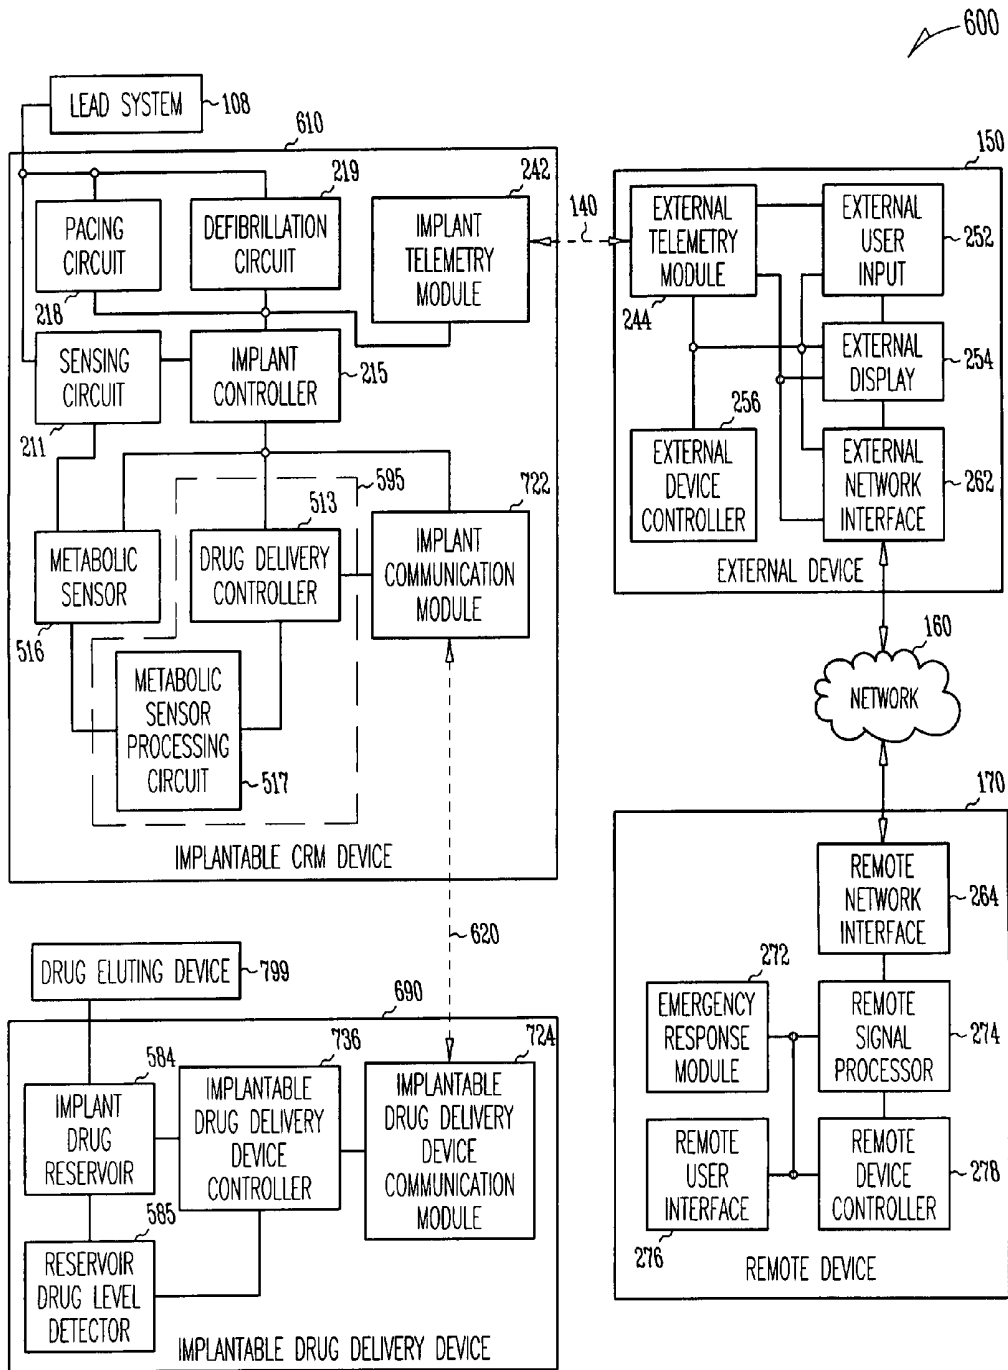 600
LEAD SYSTEM
108
610
PACING
CIRCUIT
218
219
DEFIBRILLATION
CIRCUIT
242
IMPLANT
TELEMETRY
MODULE
140
SENSING
CIRCUIT
211
IMPLANT
CONTROLLER
215
595
513
722
METABOLIC
SENSOR
516
DRUG DELIVERY
CONTROLLER
IMPLANT
COMMUNICATION
MODULE
METABOLIC
SENSOR
PROCESSING
CIRCUIT
517
IMPLANTABLE CRM DEVICE
620
DRUG ELUTING DEVICE
799
690
584
IMPLANT
DRUG
RESERVOIR
736
IMPLANTABLE
DRUG DELIVERY
DEVICE
CONTROLLER
724
IMPLANTABLE
DRUG DELIVERY
DEVICE
COMMUNICATION
MODULE
585
RESERVOIR
DRUG LEVEL
DETECTOR
IMPLANTABLE DRUG DELIVERY DEVICE
150
EXTERNAL
TELEMETRY
MODULE
244
EXTERNAL
USER
INPUT
252
EXTERNAL
DISPLAY
254
256
EXTERNAL
DEVICE
CONTROLLER
EXTERNAL
NETWORK
INTERFACE
262
EXTERNAL DEVICE
160
NETWORK
170
REMOTE
NETWORK
INTERFACE
264
272
EMERGENCY
RESPONSE
MODULE
REMOTE
SIGNAL
PROCESSOR
274
REMOTE
USER
INTERFACE
276
REMOTE
DEVICE
CONTROLLER
278
REMOTE DEVICE